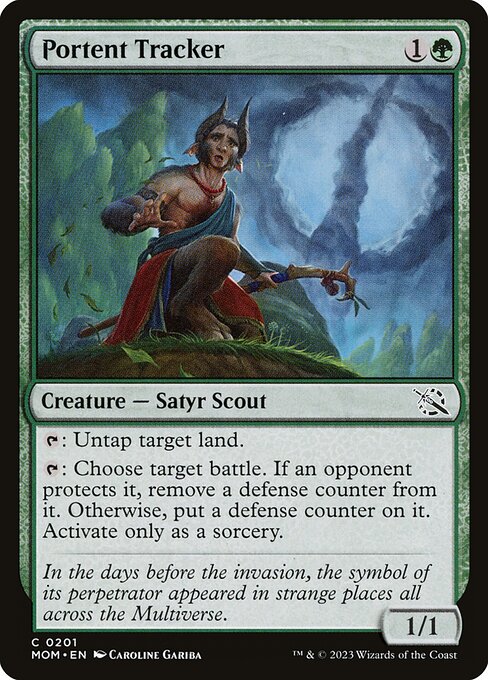 Portent Tracker 1
Creature — Satyr Scout
: Untap target land.
: Choose target battle. If an opponent
protects it, remove a defense counter from
it. Otherwise, put a defense counter on it.
Activate only as a sorcery.
In the days before the invasion, the symbol of
its perpetrator appeared in strange places all
across the Multiverse.
1/1
C 0201
MOM • EN Caroline Gariba
™ & © 2023 Wizards of the Coast